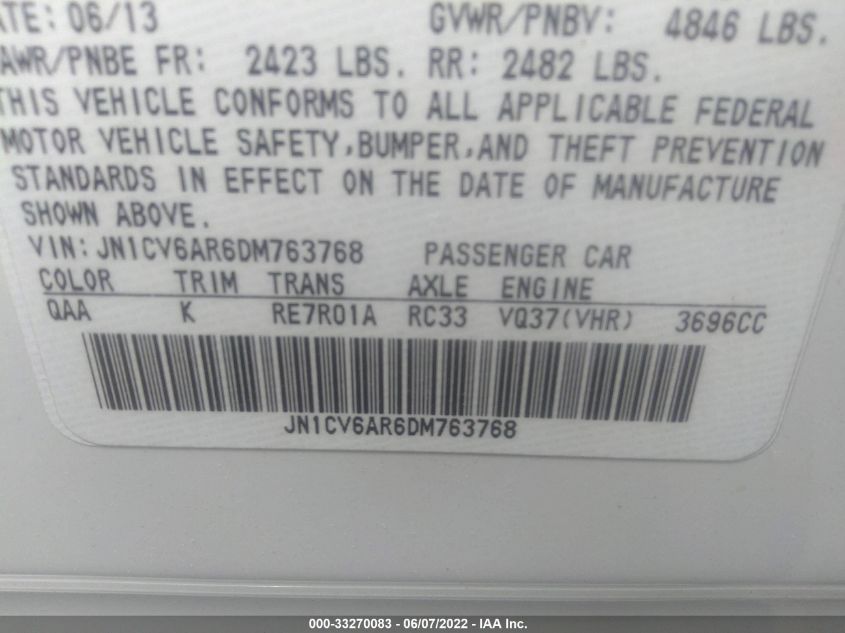 ATE: 06/13 GVWR/PNBV: 4846 LBS.
AWR/PNBE FR: 2423 LBS. RR: 2482 LBS.
THIS VEHICLE CONFORMS TO ALL APPLICABLE FEDERAL
MOTOR VEHICLE SAFETY,BUMPER,AND THEFT PREVENTION
STANDARDS IN EFFECT ON THE DATE OF MANUFACTURE
SHOWN ABOVE.
VIN:JN1CV6AR6DM763768 PASSENGER CAR
COLOR TRIM TRANS AXLE ENGINE
QAA K RE7R01A RC33 VQ37(VHR) 3696CC
JN1CV6AR6DM763768
000-33270083 - 06/07/2022 - IAA Inc.